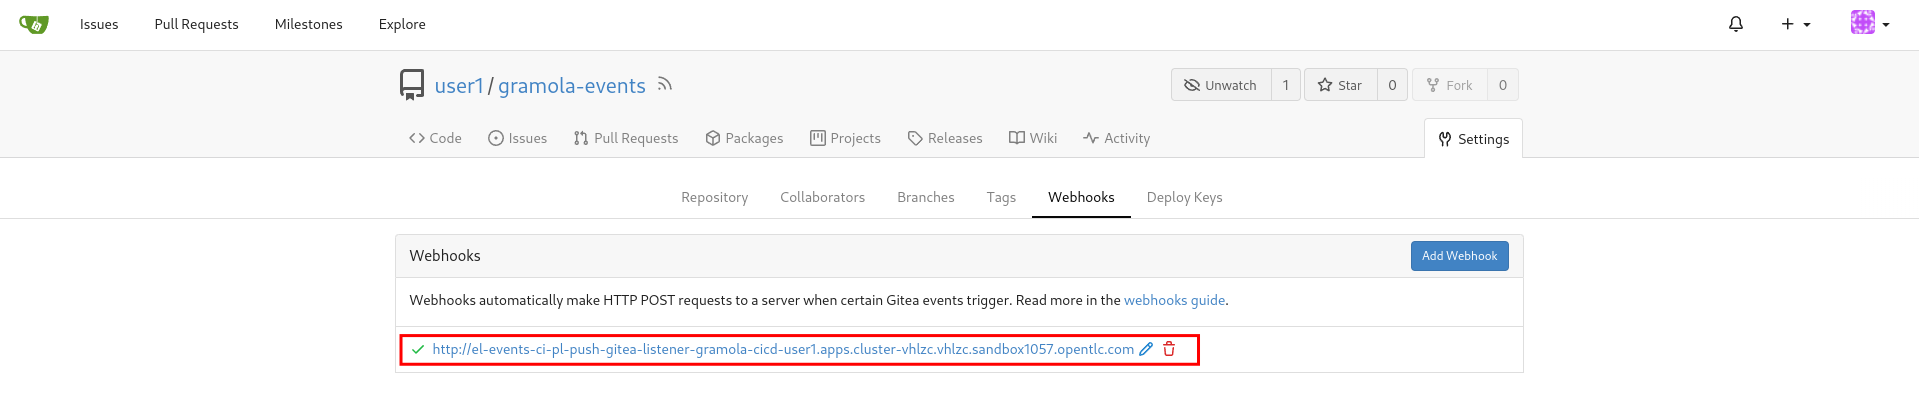 Issues Pull Requests Milestones Explore
user1 / gramola-events
Unwatch 1 Star 0 Fork 0
Code Issues Pull Requests Packages Projects Releases Wiki Activity Settings
Repository Collaborators Branches Tags Webhooks Deploy Keys
Webhooks Add Webhook
Webhooks automatically make HTTP POST requests to a server when certain Gitea events trigger. Read more in the webhooks guide.
http://el-events-ci-pl-push-gitea-listener-gramola-cicd-user1.apps.cluster-vhlzc.vhlzc.sandbox1057.opentlc.com